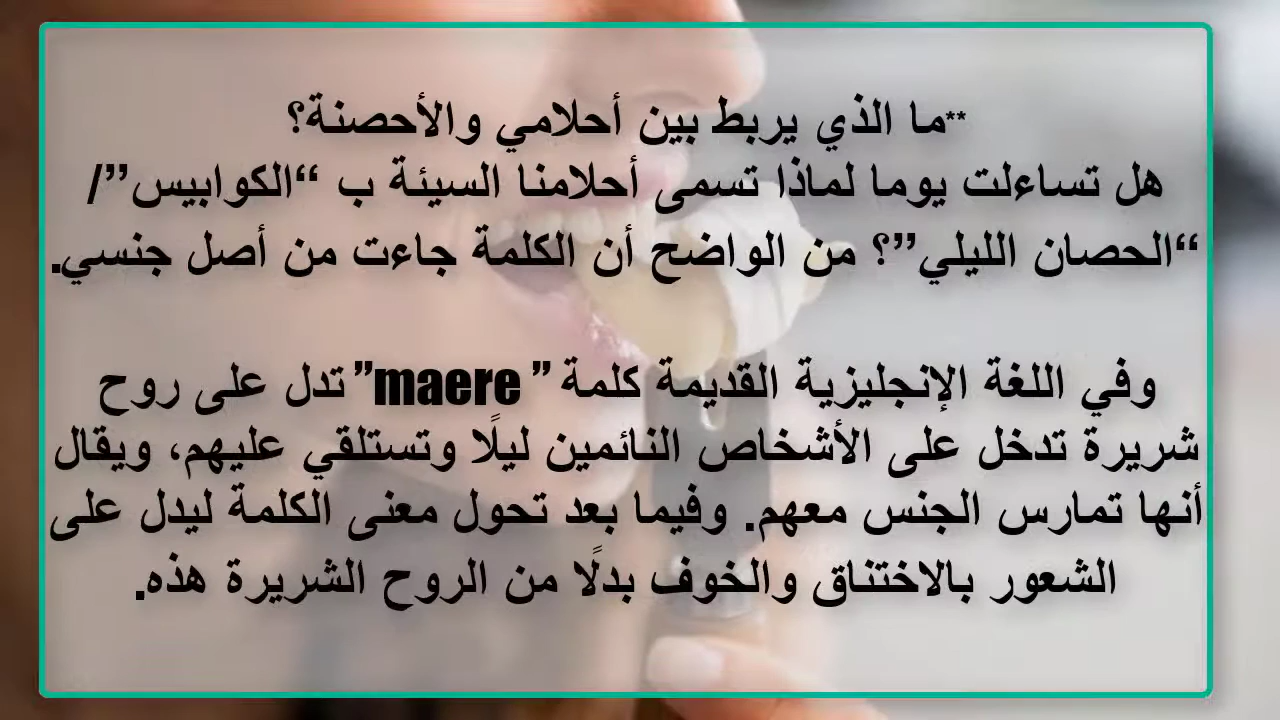 **ما الذي يربط بين أحلامي والأحصنة؟
هل تساءلت يوما لماذا تسمى أحلامنا السيئة ب “الكوابيس”/
“الحصان الليلي”؟ من الواضح أن الكلمة جاءت من أصل جنسي.
وفي اللغة الإنجليزية القديمة كلمة ” maere” تدل على روح
شريرة تدخل على الأشخاص النائمين ليلًا وتستلقي عليهم، ويقال
أنها تمارس الجنس معهم. وفيما بعد تحول معنى الكلمة ليدل على
الشعور بالاختناق والخوف بدلًا من الروح الشريرة هذه.